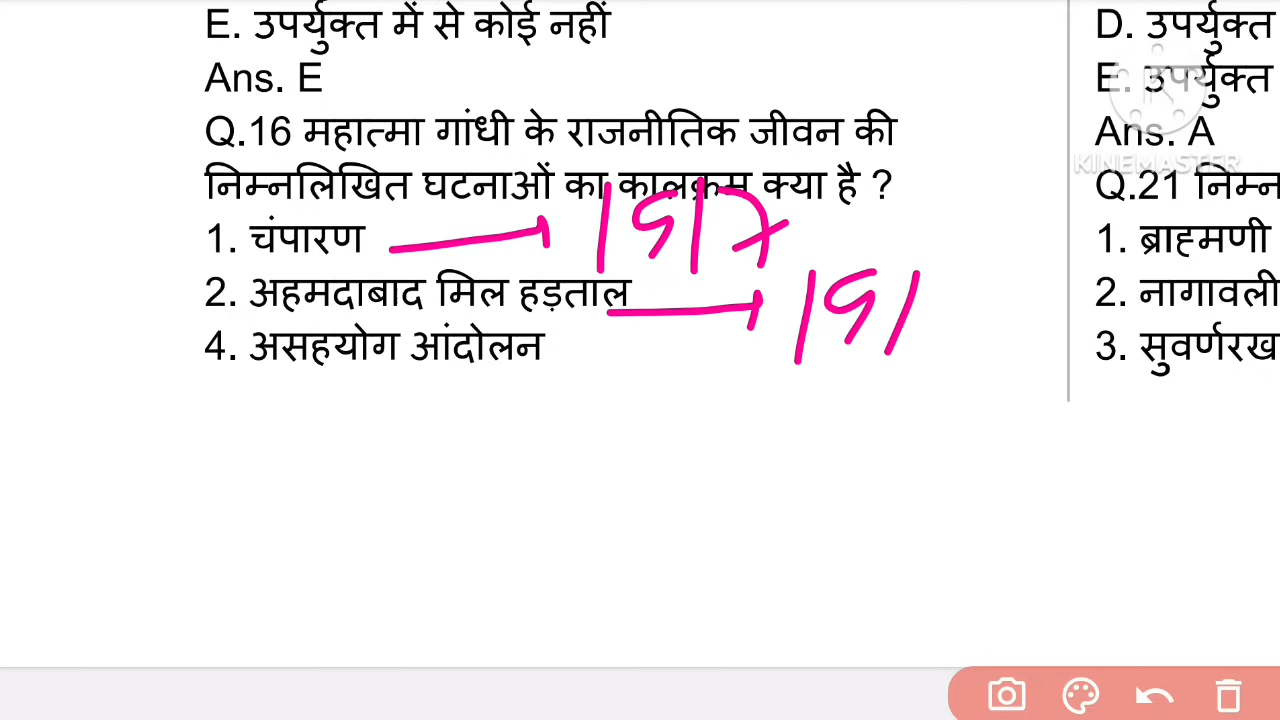 E. उपर्युक्त में से कोई नहीं
Ans. E
Q.16 महात्मा गांधी के राजनीतिक जीवन की
निम्नलिखित घटनाओं का कालक्रम क्या है ?
1. चंपारण 1917
2. अहमदाबाद मिल हड़ताल 191
4. असहयोग आंदोलन
D. उपर्युक्त
E. उपर्युक्त
Ans. A
KINEMASTER
Q.21 निम्न
1. ब्राह्मणी
2. नागावली
3. सुवर्णरख